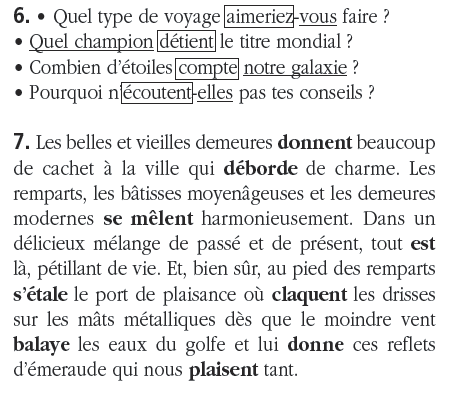 6. • Quel type de voyage aimeriez-vous faire ?
• Quel champion détient le titre mondial ?
• Combien d'étoiles compte notre galaxie ?
• Pourquoi n'écoutent-elles pas tes conseils ?
7. Les belles et vieilles demeures donnent beaucoup
de cachet à la ville qui déborde de charme. Les
remparts, les bâtisses moyenâgeuses et les demeures
modernes se mêlent harmonieusement. Dans un
délicieux mélange de passé et de présent, tout est
là, pétillant de vie. Et, bien sûr, au pied des remparts
s'étale le port de plaisance où claquent les drisses
sur les mâts métalliques dès que le moindre vent
balaye les eaux du golfe et lui donne ces reflets
d'émeraude qui nous plaisent tant.